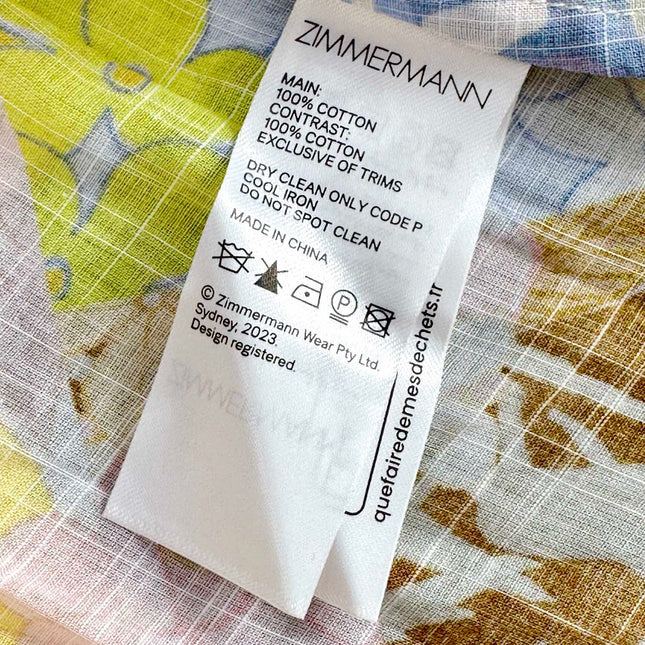 ZIMMERMANN
MAIN:
100% COTTON
CONTRAST:
100% COTTON
EXCLUSIVE OF TRIMS
DRY CLEAN ONLY CODE P
COOL IRON
DO NOT SPOT CLEAN
MADE IN CHINA
P
© Zimmermann Wear Pty Ltd.
Sydney. 2023.
Design registered.
quefairedemesdechets.fr